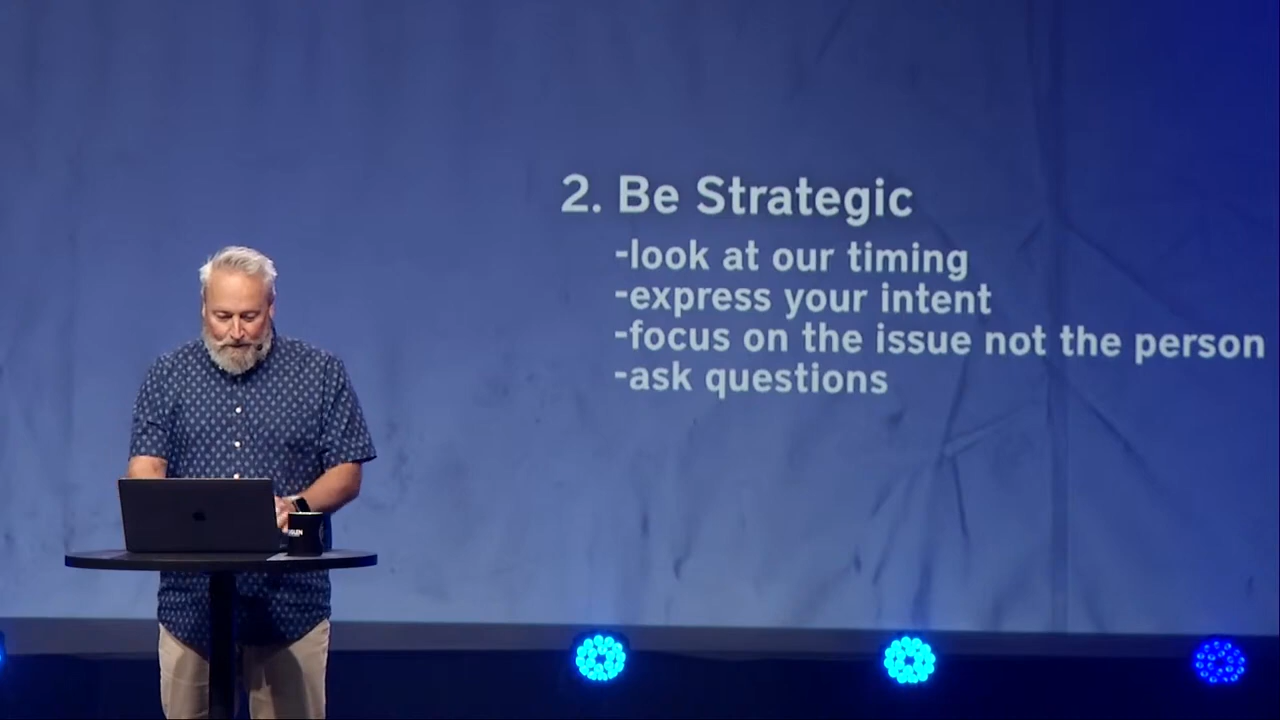 2. Be Strategic
-look at our timing
-express your intent
-focus on the issue not the person
-ask questions